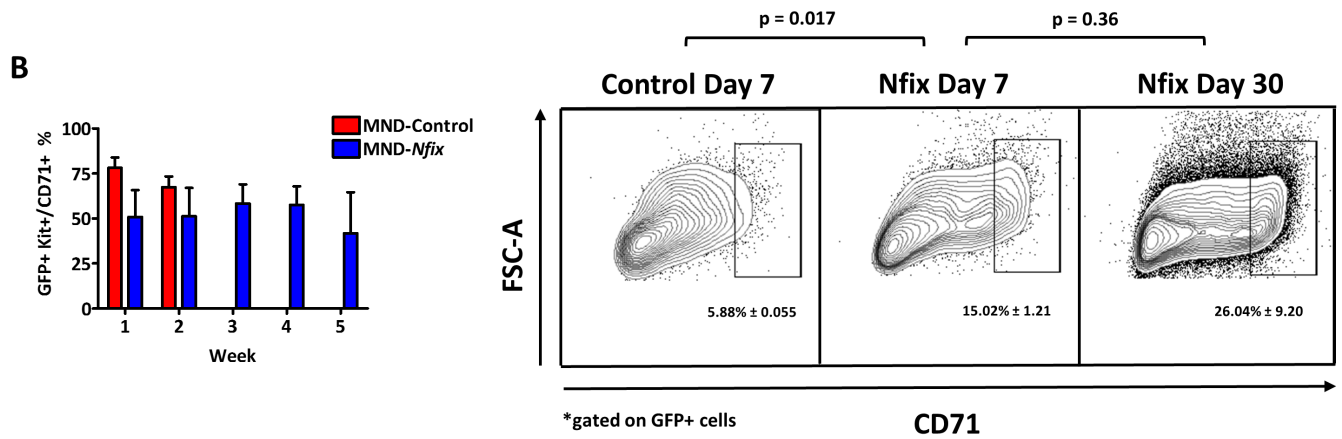 B
GFP+ Kit+/CD71+ %
100
75
50
25
0
1 2 3 4 5
Week
MND-Control
MND-Nfix
p = 0.017 p = 0.36
Control Day 7 Nfix Day 7 Nfix Day 30
FSC-A
5.88% ± 0.055 15.02% ± 1.21 26.04% ± 9.20
*gated on GFP+ cells
CD71